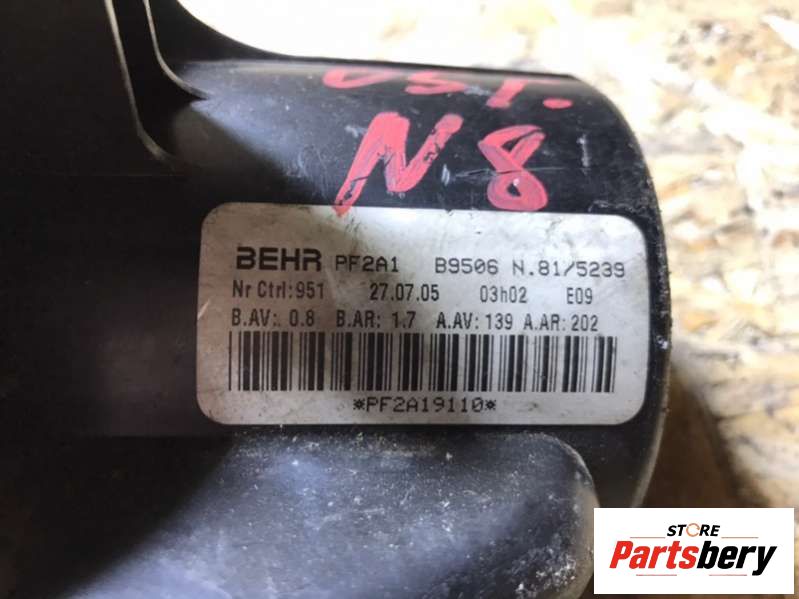 UST.
N8
BEHR PF2A1 B9506 N.81/5239
Nr Ctrl:951 27.07.05 03h02 E09
B.AV: 0.8 B.AR: 1.7 A.AV: 139 A.AR: 202
*PF2A19110*
STORE
Partsbery